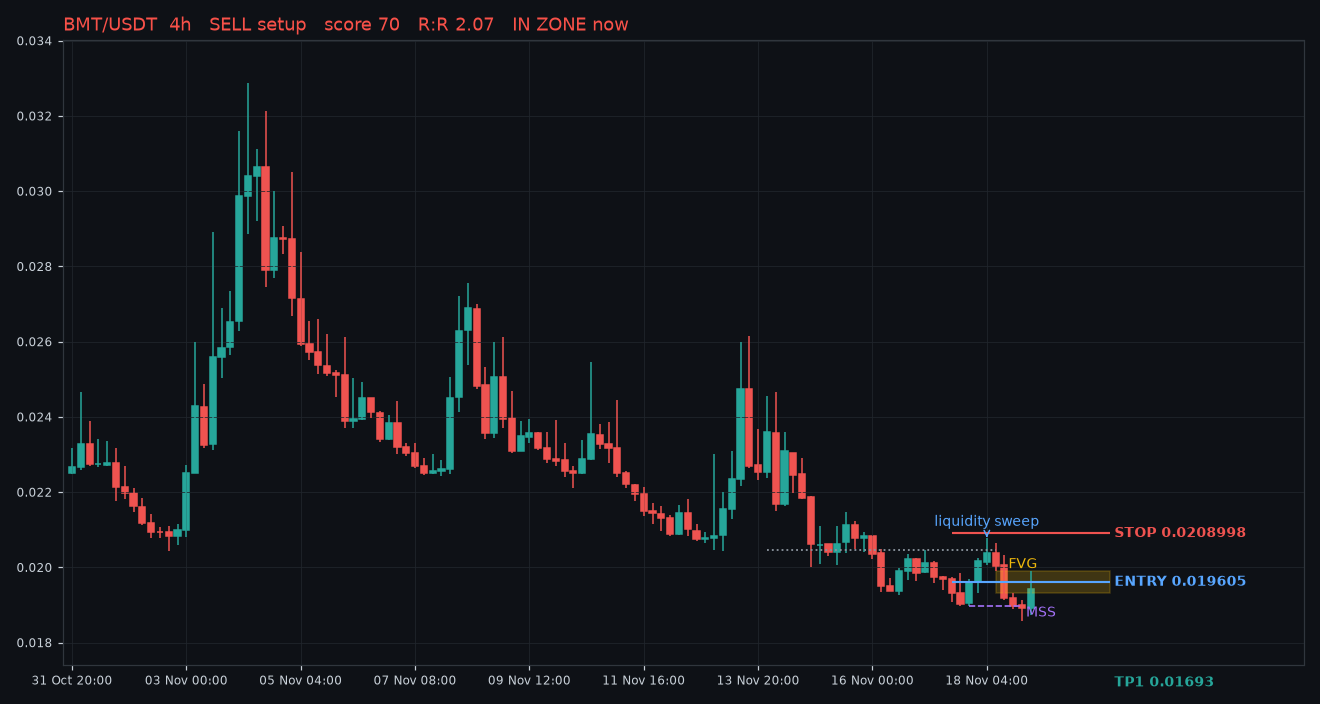 BMT/USDT 4h SELL setup score 70 R:R 2.07 IN ZONE now
0.034
0.032
0.030
0.028
0.026
0.024
0.022
0.020
0.018
liquidity sweep
STOP 0.0208998
FVG
ENTRY 0.019605
MSS
31 Oct 20:00 03 Nov 00:00 05 Nov 04:00 07 Nov 08:00 09 Nov 12:00 11 Nov 16:00 13 Nov 20:00 16 Nov 00:00 18 Nov 04:00
TP1 0.01693